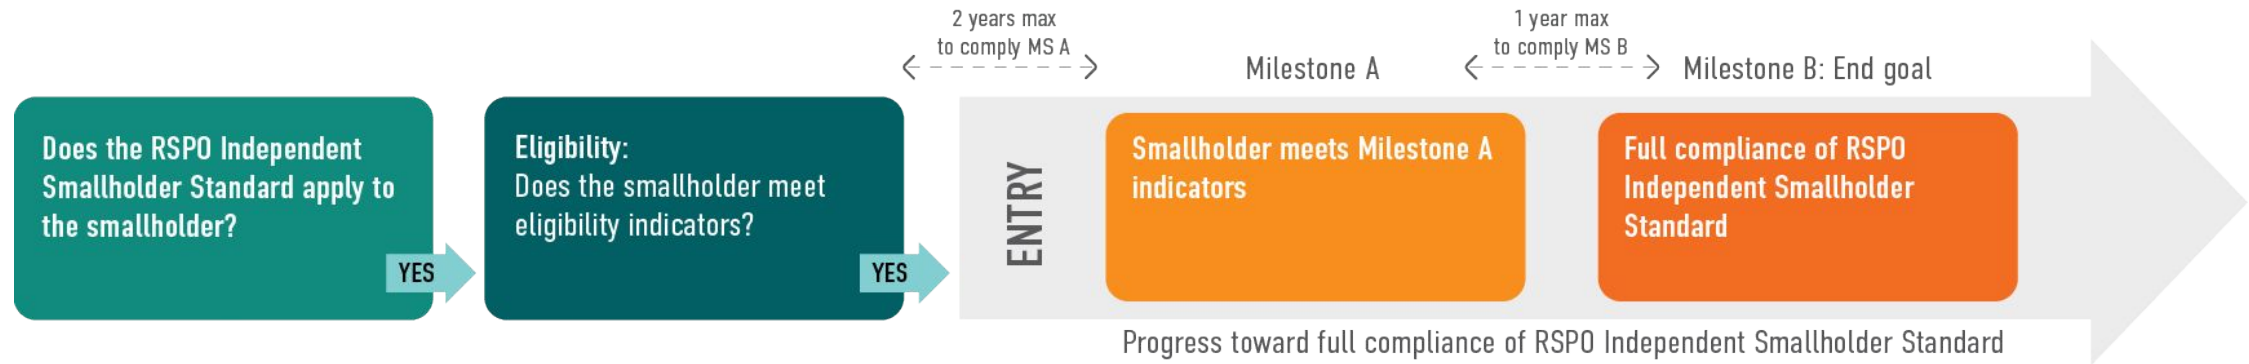 2 years max
to comply MS A
1 year max
to comply MS B
Milestone A
Milestone B: End goal
Does the RSPO Independent
Smallholder Standard apply to
the smallholder?
YES
Eligibility:
Does the smallholder meet
eligibility indicators?
YES
ENTRY
Smallholder meets Milestone A
indicators
Full compliance of RSPO
Independent Smallholder
Standard
Progress toward full compliance of RSPO Independent Smallholder Standard